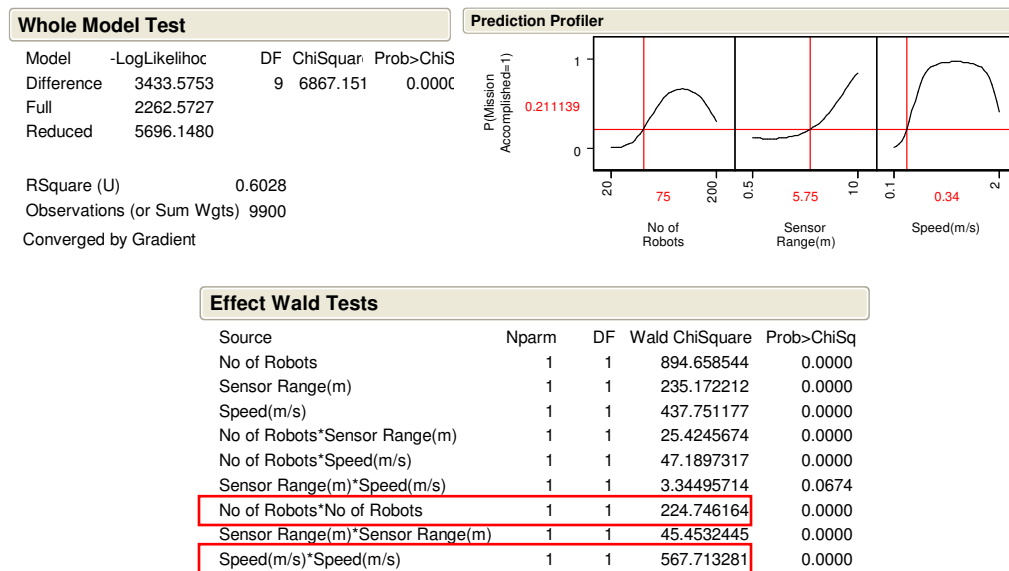 Whole Model Test
Model -LogLikelihoc DF ChiSquar Prob>ChiS
Difference 3433.5753 9 6867.151 0.0000
Full 2262.5727
Reduced 5696.1480
RSquare (U) 0.6028
Observations (or Sum Wgts) 9900
Converged by Gradient
Prediction Profiler
P(Mission
Accomplished=1)
1
0.211139
0
20 75 200
0.5 5.75 10
0.1 0.34 2
No of
Robots
Sensor
Range(m)
Speed(m/s)
Effect Wald Tests
Source Nparm DF Wald ChiSquare Prob>ChiSq
No of Robots 1 1 894.658544 0.0000
Sensor Range(m) 1 1 235.172212 0.0000
Speed(m/s) 1 1 437.751177 0.0000
No of Robots*Sensor Range(m) 1 1 25.4245674 0.0000
No of Robots*Speed(m/s) 1 1 47.1897317 0.0000
Sensor Range(m)*Speed(m/s) 1 1 3.34495714 0.0674
No of Robots*No of Robots 1 1 224.746164 0.0000
Sensor Range(m)*Sensor Range(m) 1 1 45.4532445 0.0000
Speed(m/s)*Speed(m/s) 1 1 567.713281 0.0000